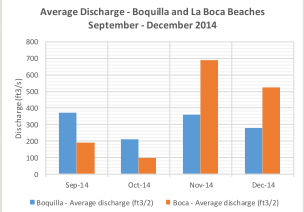 Average Discharge - Boquilla and La Boca Beaches
September - December 2014
Discharge(ft3/s)
800
700
600
500
400
300
200
100
0
Sep-14 Oct-14 Nov-14 Dec-14
Boquilla - Average discharge (ft3/2) Boca - Average discharge (ft3/2)